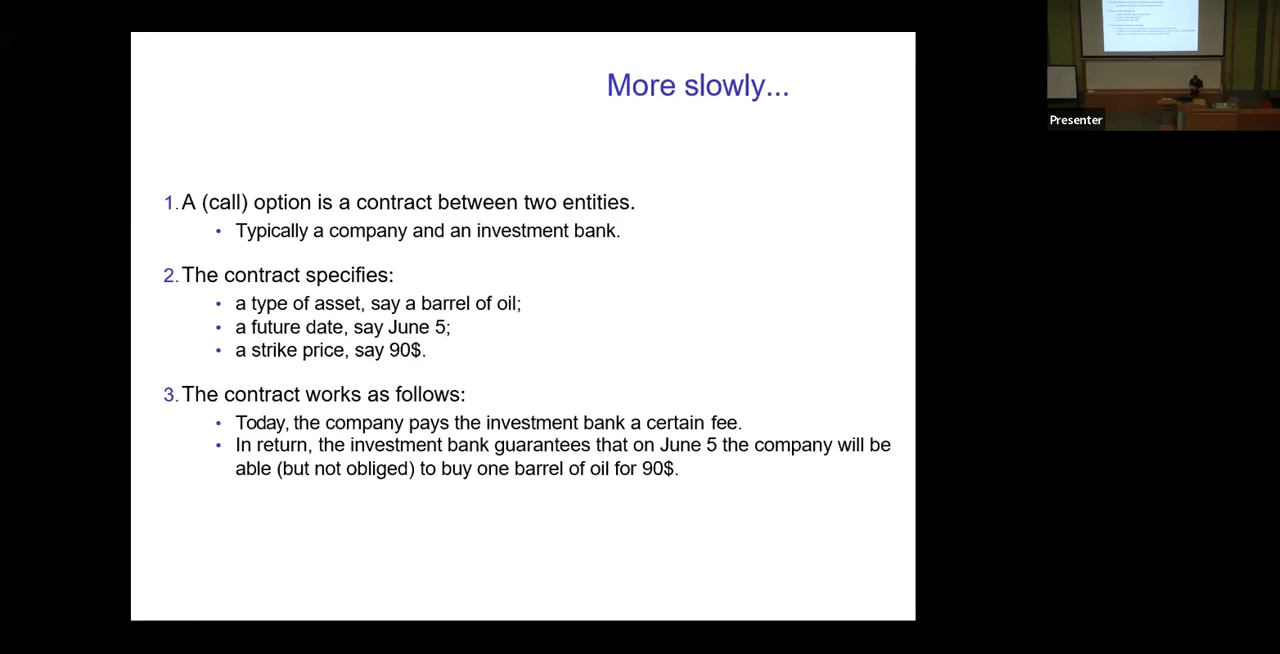 More slowly...
1. A (call) option is a contract between two entities.
• Typically a company and an investment bank.
2. The contract specifies:
• a type of asset, say a barrel of oil;
• a future date, say June 5;
• a strike price, say 90$.
3. The contract works as follows:
• Today, the company pays the investment bank a certain fee.
• In return, the investment bank guarantees that on June 5 the company will be
able (but not obliged) to buy one barrel of oil for 90$.
Presenter